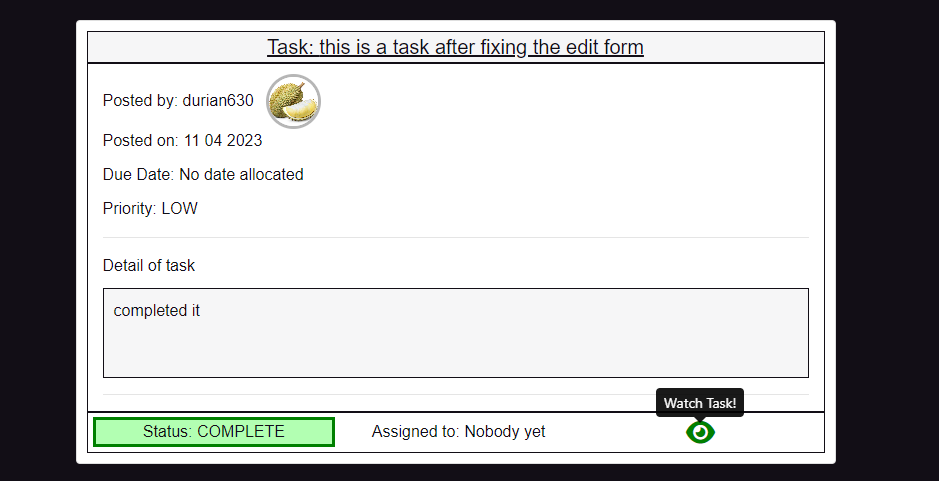 Task: this is a task after fixing the edit form
Posted by: durian630
Posted on: 11 04 2023
Due Date: No date allocated
Priority: LOW
Detail of task
completed it
Watch Task!
Status: COMPLETE Assigned to: Nobody yet